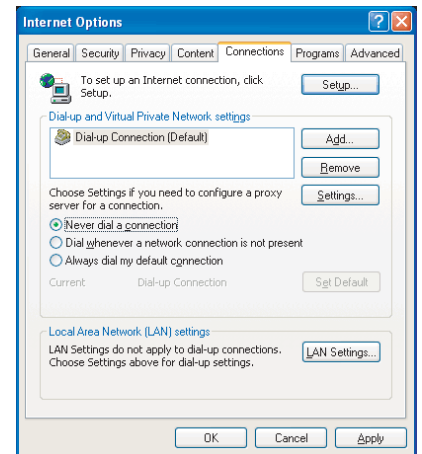 Internet Options
General Security Privacy Content Connections Programs Advanced
To set up an Internet connection, click
Setup.
Setup...
Dial-up and Virtual Private Network settings
Dial-up Connection (Default)
Add...
Remove
Choose Settings if you need to configure a proxy
server for a connection.
Settings...
Never dial a connection
Dial whenever a network connection is not present
Always dial my default connection
Current Dial-up Connection
Set Default
Local Area Network (LAN) settings
LAN Settings do not apply to dial-up connections.
Choose Settings above for dial-up settings.
LAN Settings...
OK Cancel Apply